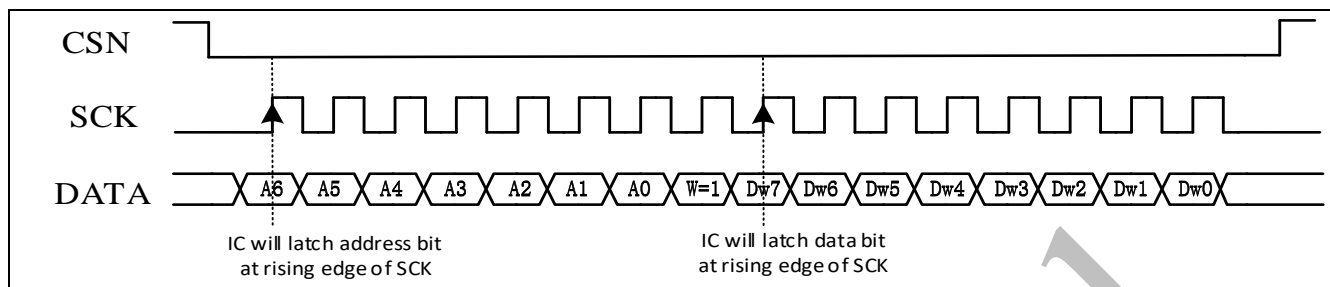 CSN
SCK
DATA A6 A5 A4 A3 A2 A1 A0 W=1 Dw7 Dw6 Dw5 Dw4 Dw3 Dw2 Dw1 Dw0
IC will latch address bit
at rising edge of SCK
IC will latch data bit
at rising edge of SCK